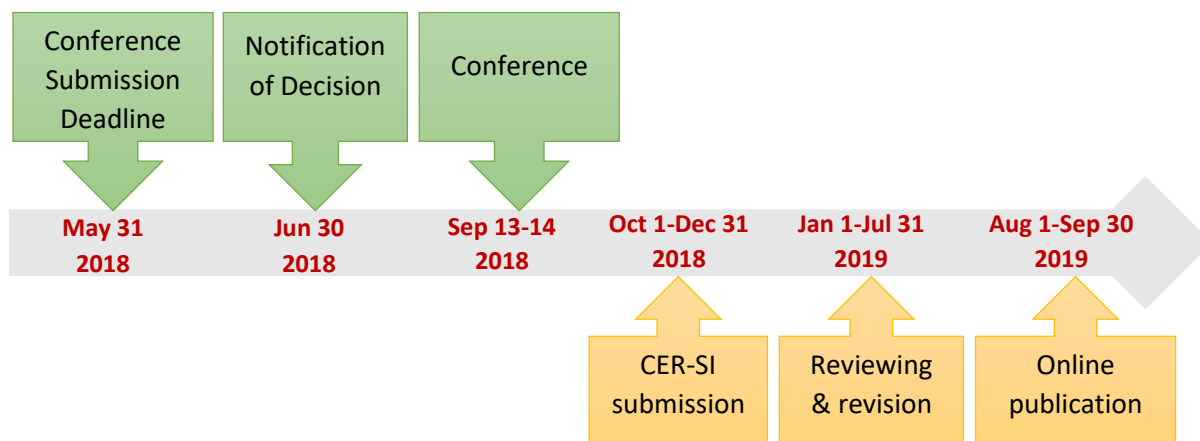 Conference
Submission
Deadline
Notification
of Decision
Conference
May 31
2018
Jun 30
2018
Sep 13-14
2018
Oct 1-Dec 31
2018
Jan 1-Jul 31
2019
Aug 1-Sep 30
2019
CER-SI
submission
Reviewing
& revision
Online
publication